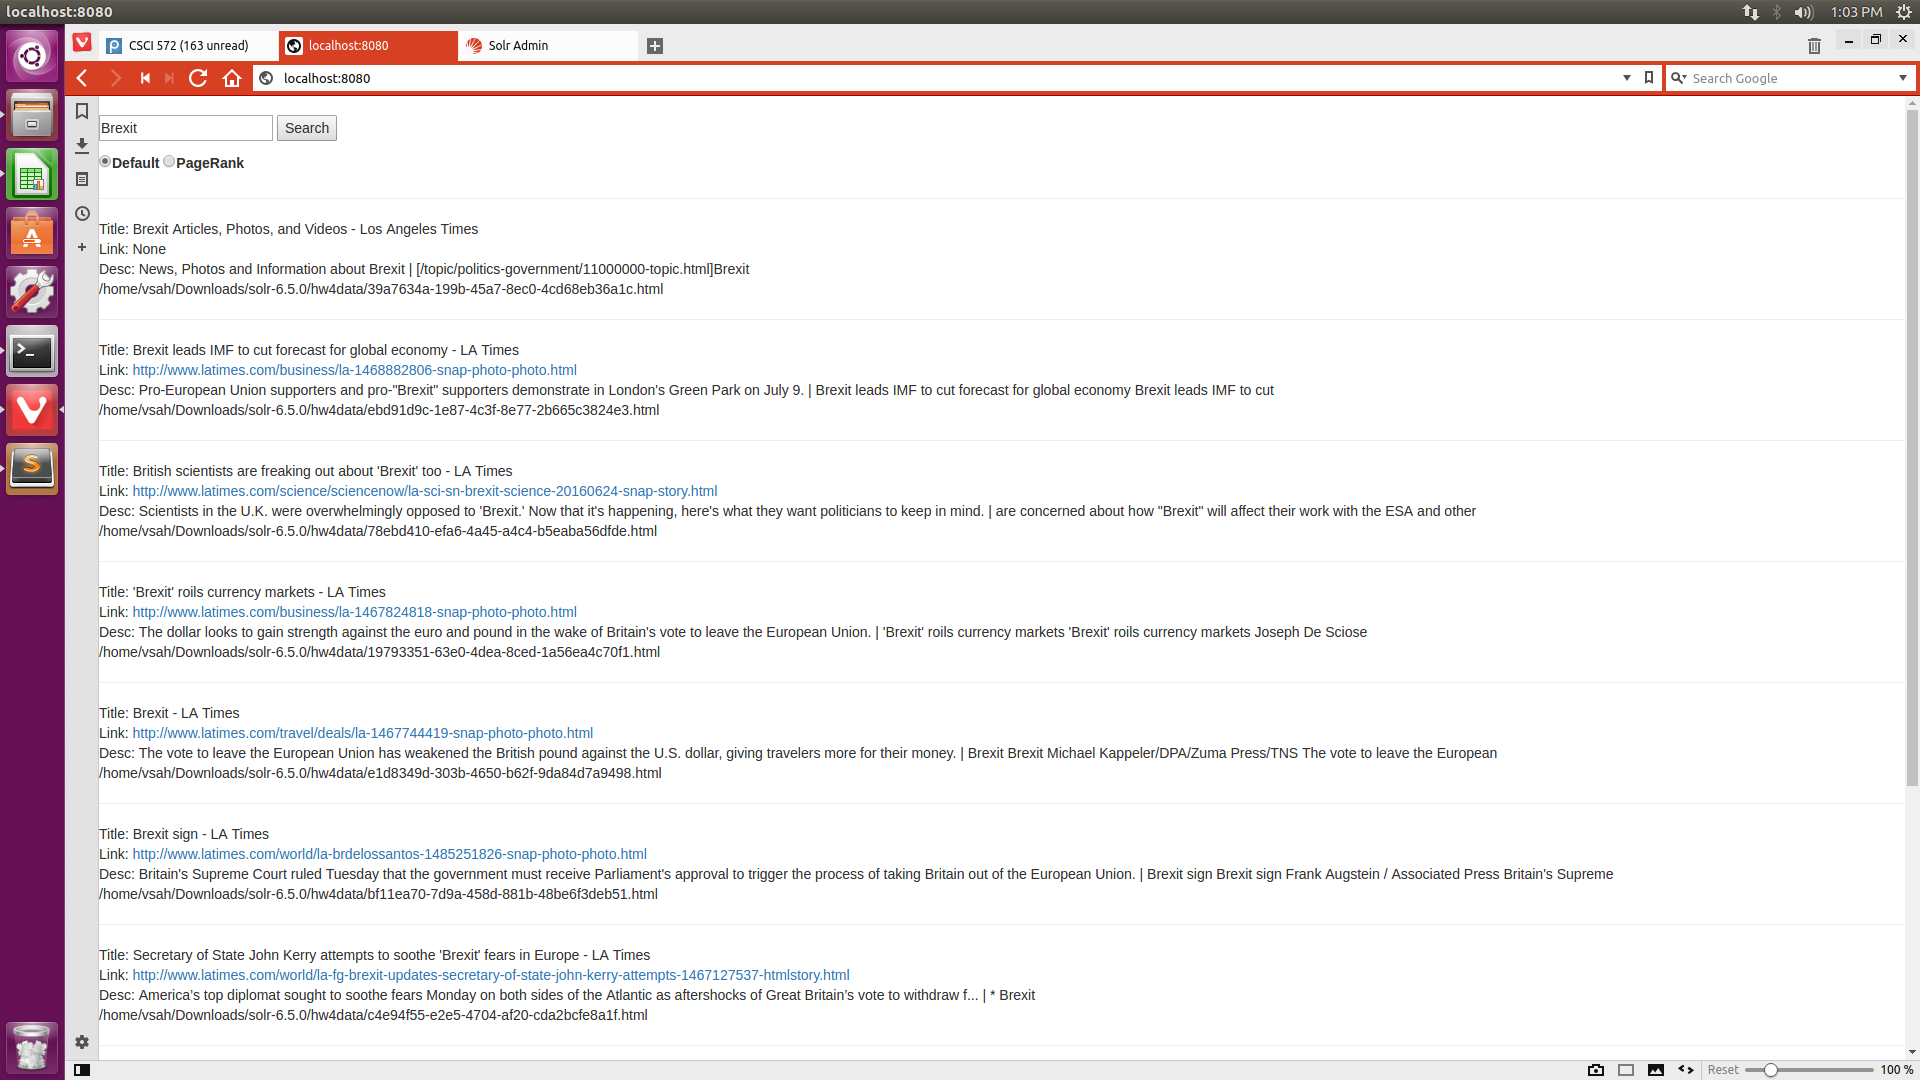 localhost:8080
1:03 PM
CSCI 572 (163 unread)
localhost:8080
Solr Admin
localhost:8080
Search Google
Brexit
Search
Default PageRank
Title: Brexit Articles, Photos, and Videos - Los Angeles Times
Link: None
Desc: News, Photos and Information about Brexit | [/topic/politics-government/11000000-topic.html]Brexit
/home/vsah/Downloads/solr-6.5.0/hw4data/39a7634a-199b-45a7-8ec0-4cd68eb36a1c.html
Title: Brexit leads IMF to cut forecast for global economy - LA Times
Link: http://www.latimes.com/business/la-1468882806-snap-photo-photo.html
Desc: Pro-European Union supporters and pro-"Brexit" supporters demonstrate in London's Green Park on July 9. | Brexit leads IMF to cut forecast for global economy Brexit leads IMF to cut
/home/vsah/Downloads/solr-6.5.0/hw4data/ebd91d9c-1e87-4c3f-8e77-2b665c3824e3.html
Title: British scientists are freaking out about 'Brexit' too - LA Times
Link: http://www.latimes.com/science/sciencenow/la-sci-sn-brexit-science-20160624-snap-story.html
Desc: Scientists in the U.K. were overwhelmingly opposed to 'Brexit.' Now that it's happening, here's what they want politicians to keep in mind. | are concerned about how "Brexit" will affect their work with the ESA and other
/home/vsah/Downloads/solr-6.5.0/hw4data/78ebd410-efa6-4a45-a4c4-b5eaba56dfde.html
Title: 'Brexit' roils currency markets - LA Times
Link: http://www.latimes.com/business/la-1467824818-snap-photo-photo.html
Desc: The dollar looks to gain strength against the euro and pound in the wake of Britain's vote to leave the European Union. | 'Brexit' roils currency markets 'Brexit' roils currency markets Joseph De Sciose
/home/vsah/Downloads/solr-6.5.0/hw4data/19793351-63e0-4dea-8ced-1a56ea4c70f1.html
Title: Brexit - LA Times
Link: http://www.latimes.com/travel/deals/la-1467744419-snap-photo-photo.html
Desc: The vote to leave the European Union has weakened the British pound against the U.S. dollar, giving travelers more for their money. | Brexit Brexit Michael Kappeler/DPA/Zuma Press/TNS The vote to leave the European
/home/vsah/Downloads/solr-6.5.0/hw4data/e1d8349d-303b-4650-b62f-9da84d7a9498.html
Title: Brexit sign - LA Times
Link: http://www.latimes.com/world/la-brdelossantos-1485251826-snap-photo-photo.html
Desc: Britain's Supreme Court ruled Tuesday that the government must receive Parliament's approval to trigger the process of taking Britain out of the European Union. | Brexit sign Brexit sign Frank Augstein / Associated Press Britain's Supreme
/home/vsah/Downloads/solr-6.5.0/hw4data/bf11ea70-7d9a-458d-881b-48be6f3deb51.html
Title: Secretary of State John Kerry attempts to soothe 'Brexit' fears in Europe - LA Times
Link: http://www.latimes.com/world/la-fg-brexit-updates-secretary-of-state-john-kerry-attempts-1467127537-htmlstory.html
Desc: America's top diplomat sought to soothe fears Monday on both sides of the Atlantic as aftershocks of Great Britain's vote to withdraw f... | * Brexit
/home/vsah/Downloads/solr-6.5.0/hw4data/c4e94f55-e2e5-4704-af20-cda2bcfe8a1f.html
Reset
100 %